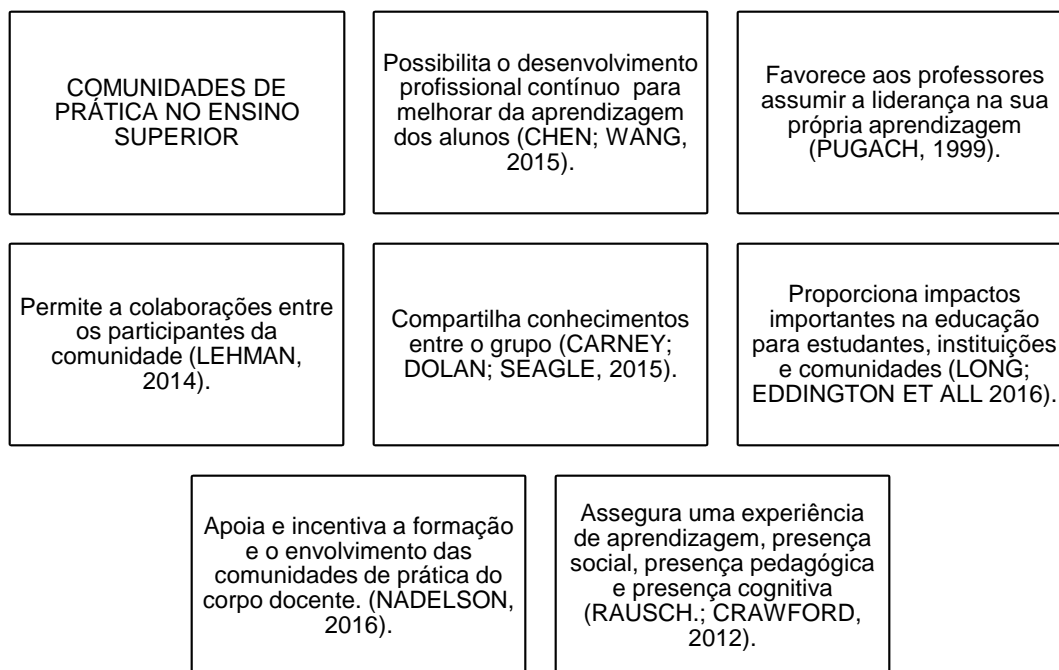 COMUNIDADES DE
PRÁTICA NO ENSINO
SUPERIOR
Possibilita o desenvolvimento
profissional contínuo para
melhorar da aprendizagem
dos alunos (CHEN; WANG,
2015).
Favorece aos professores
assumir a liderança na sua
própria aprendizagem
(PUGACH, 1999).
Permite a colaborações entre
os participantes da
comunidade (LEHMAN,
2014).
Compartilha conhecimentos
entre o grupo (CARNEY;
DOLAN; SEAGLE, 2015).
Proporciona impactos
importantes na educação
para estudantes, instituições
e comunidades (LONG;
EDDINGTON ET ALL 2016).
Apoia e incentiva a formação
e o envolvimento das
comunidades de prática do
corpo docente. (NADELSON,
2016).
Assegura uma experiência
de aprendizagem, presença
social, presença pedagógica
e presença cognitiva
(RAUSCH.; CRAWFORD,
2012).